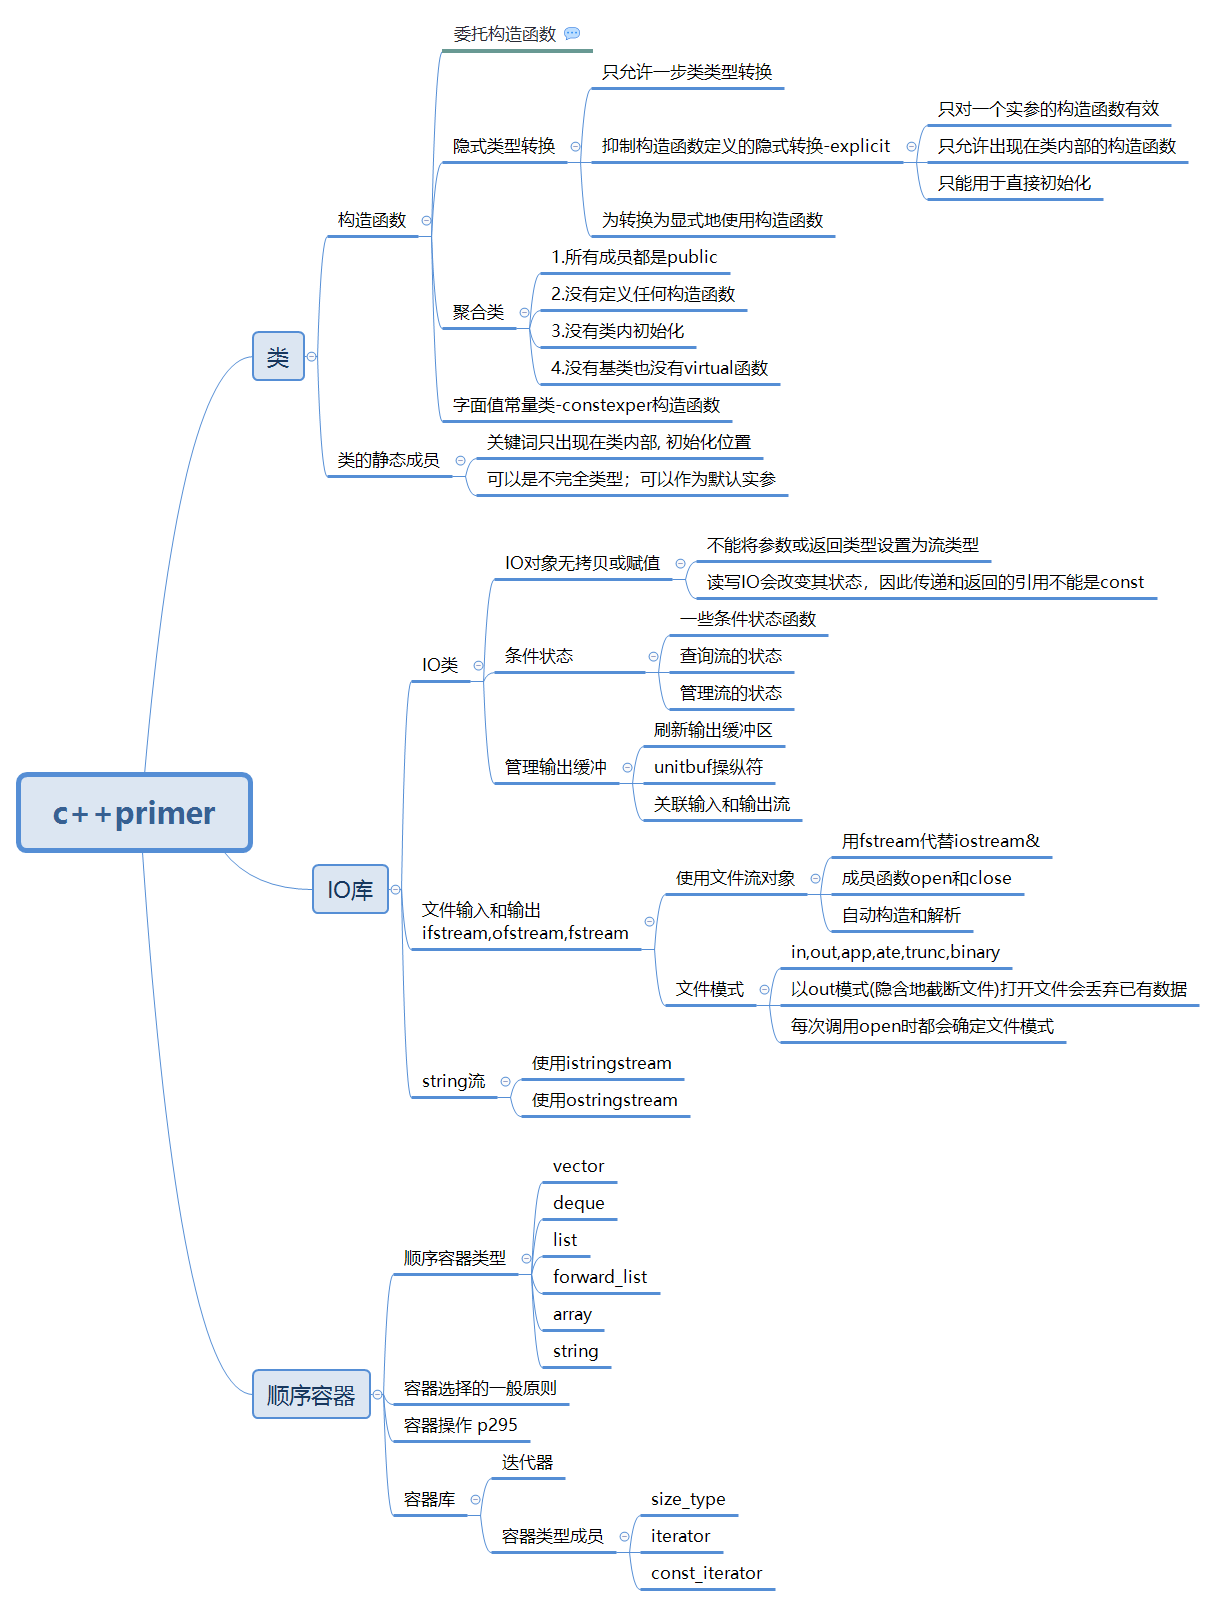 c++primer
类
构造函数
委托构造函数
隐式类型转换
只允许一步类类型转换
抑制构造函数定义的隐式转换-explicit
只对一个实参的构造函数有效
只允许出现在类内部的构造函数
只能用于直接初始化
为转换为显式地使用构造函数
聚合类
1.所有成员都是public
2.没有定义任何构造函数
3.没有类内初始化
4.没有基类也没有virtual函数
字面值常量类-constexper构造函数
类的静态成员
关键词只出现在类内部, 初始化位置
可以是不完全类型；可以作为默认实参
IO库
IO类
IO对象无拷贝或赋值
不能将参数或返回类型设置为流类型
读写IO会改变其状态，因此传递和返回的引用不能是const
条件状态
一些条件状态函数
查询流的状态
管理流的状态
管理输出缓冲
刷新输出缓冲区
unitbuf操纵符
关联输入和输出流
文件输入和输出
ifstream,ofstream,fstream
使用文件流对象
用fstream代替iostream&
成员函数open和close
自动构造和解析
文件模式
in,out,app,ate,trunc,binary
以out模式(隐含地截断文件)打开文件会丢弃已有数据
每次调用open时都会确定文件模式
string流
使用istringstream
使用ostringstream
顺序容器
顺序容器类型
vector
deque
list
forward_list
array
string
容器选择的一般原则
容器操作 p295
容器库
迭代器
容器类型成员
size_type
iterator
const_iterator